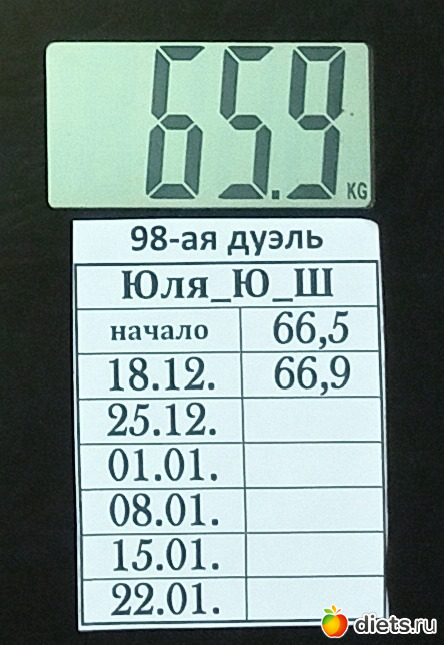 65.9 KG
98-ая дуэль
Юля_Ю_Ш
начало 66,5
18.12. 66,9
25.12.
01.01.
08.01.
15.01.
22.01.
diets.ru